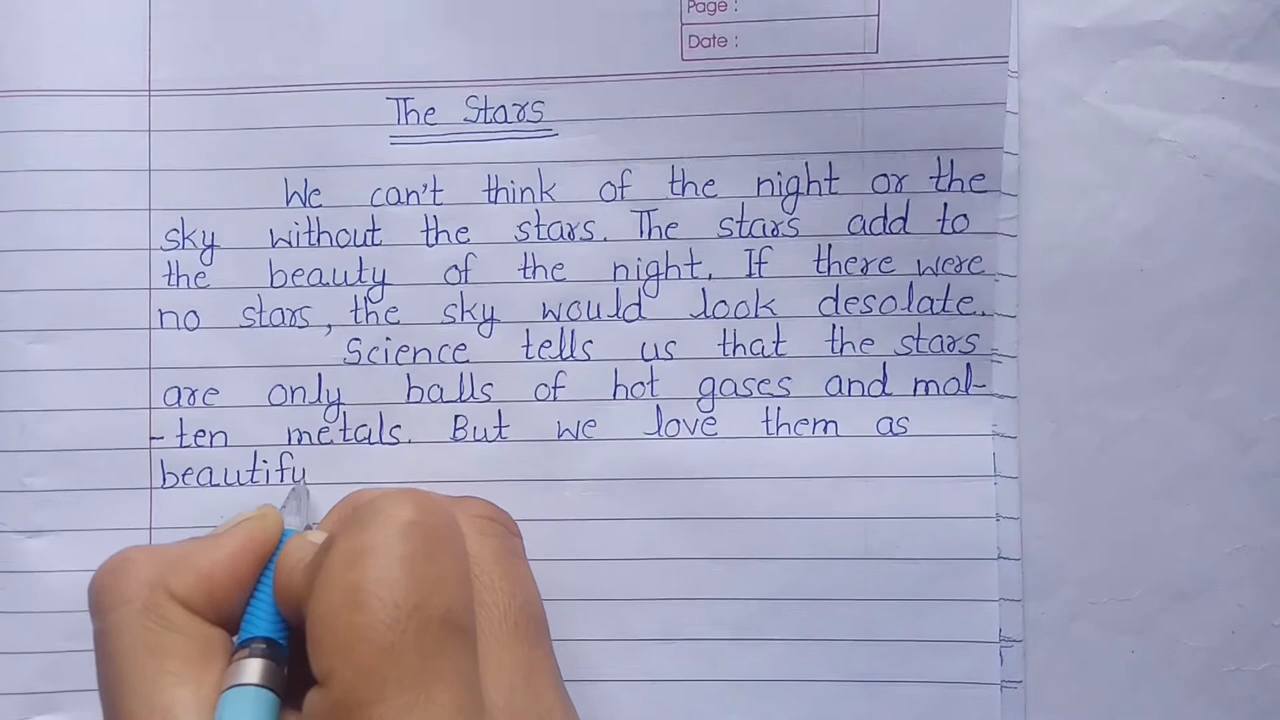 Page :
Date :
The Stars
We can't think of the night or the
sky without the stars. The stars add to
the beauty of the night. If there were
no stars, the sky would look desolate.
Science tells us that the stars
are only balls of hot gases and mol-
-ten metals. But we love them as
beautifu